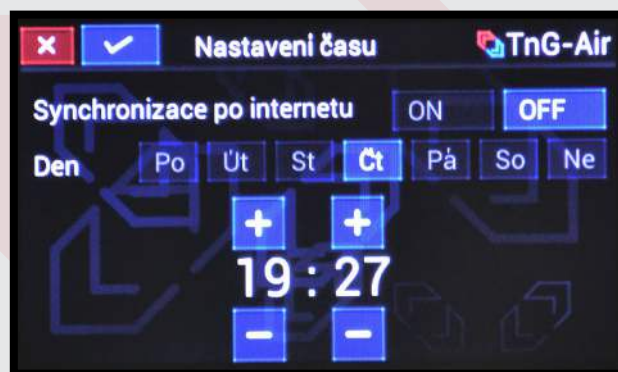 Nastaveni času TnG-Air
Synchronizace po internetu ON OFF
Den Po Út St Čt Pá So Ne
+ +
19 : 27
- -